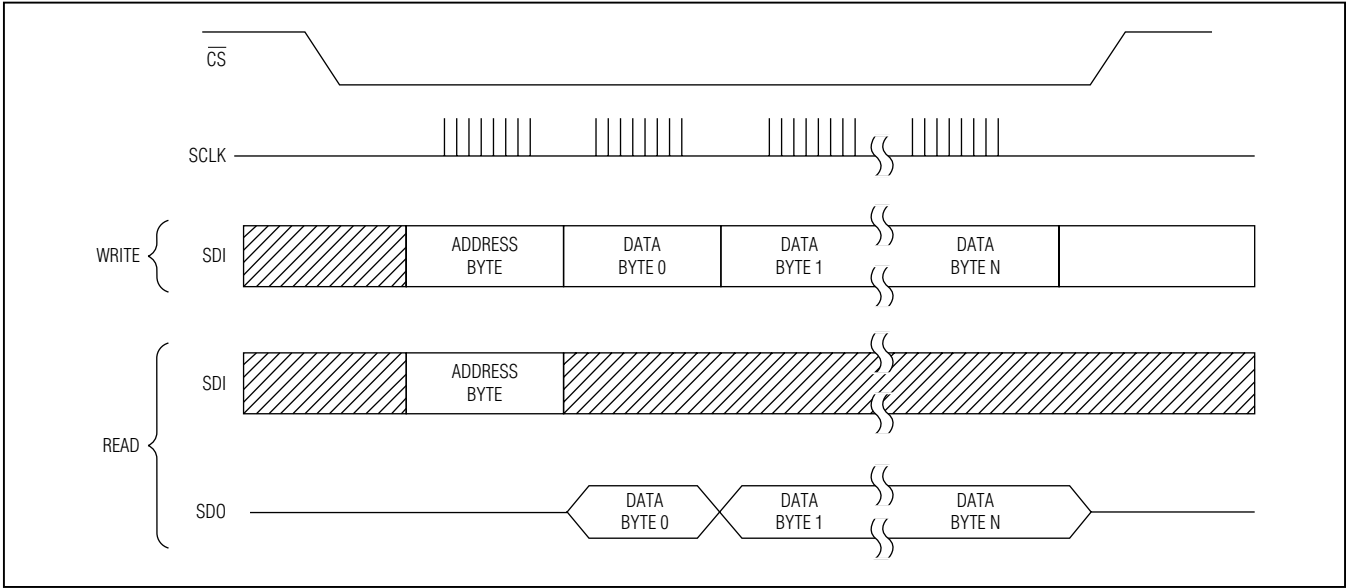 CS
SCLK
WRITE
SDI
ADDRESS
BYTE
DATA
BYTE 0
DATA
BYTE 1
DATA
BYTE N
READ
SDI
ADDRESS
BYTE
SDO
DATA
BYTE 0
DATA
BYTE 1
DATA
BYTE N